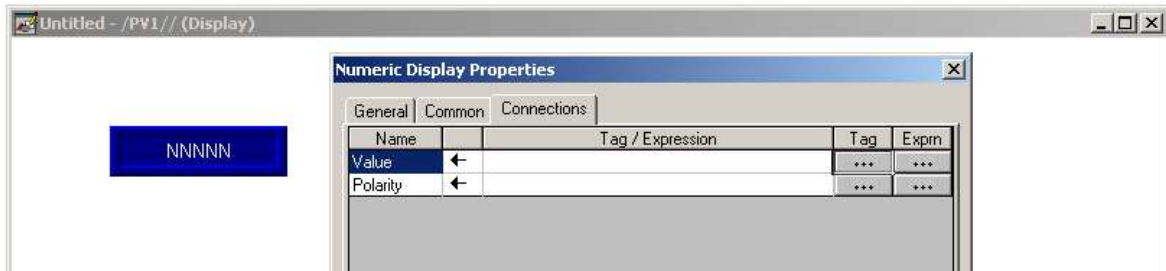 Untitled - /PV1// (Display)
Numeric Display Properties
General Common Connections
NNNNN
Name Tag / Expression Tag Exprn
Value ... ...
Polarity ... ...